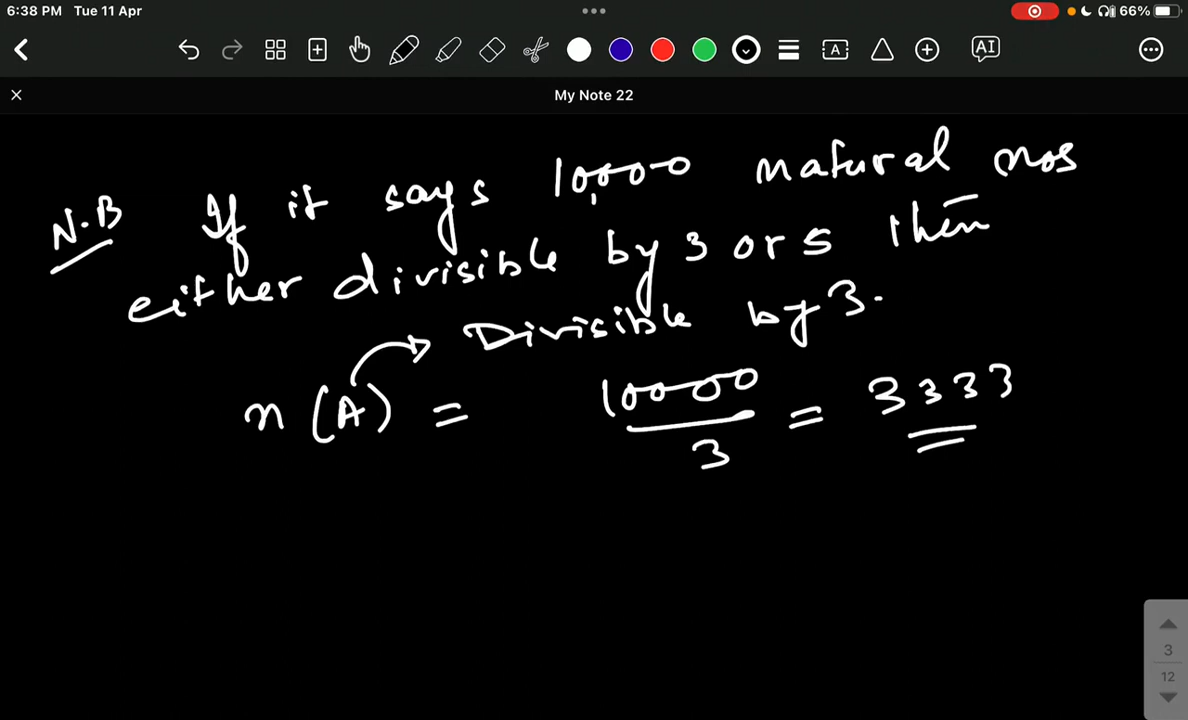 6:38 PM Tue 11 Apr
66%
A
AI
My Note 22
N.B If it says 10,000 natural nos
either divisible by 3 or 5 then
Divisible by 3.
n (A) = 10000 / 3 = 3333
3
12